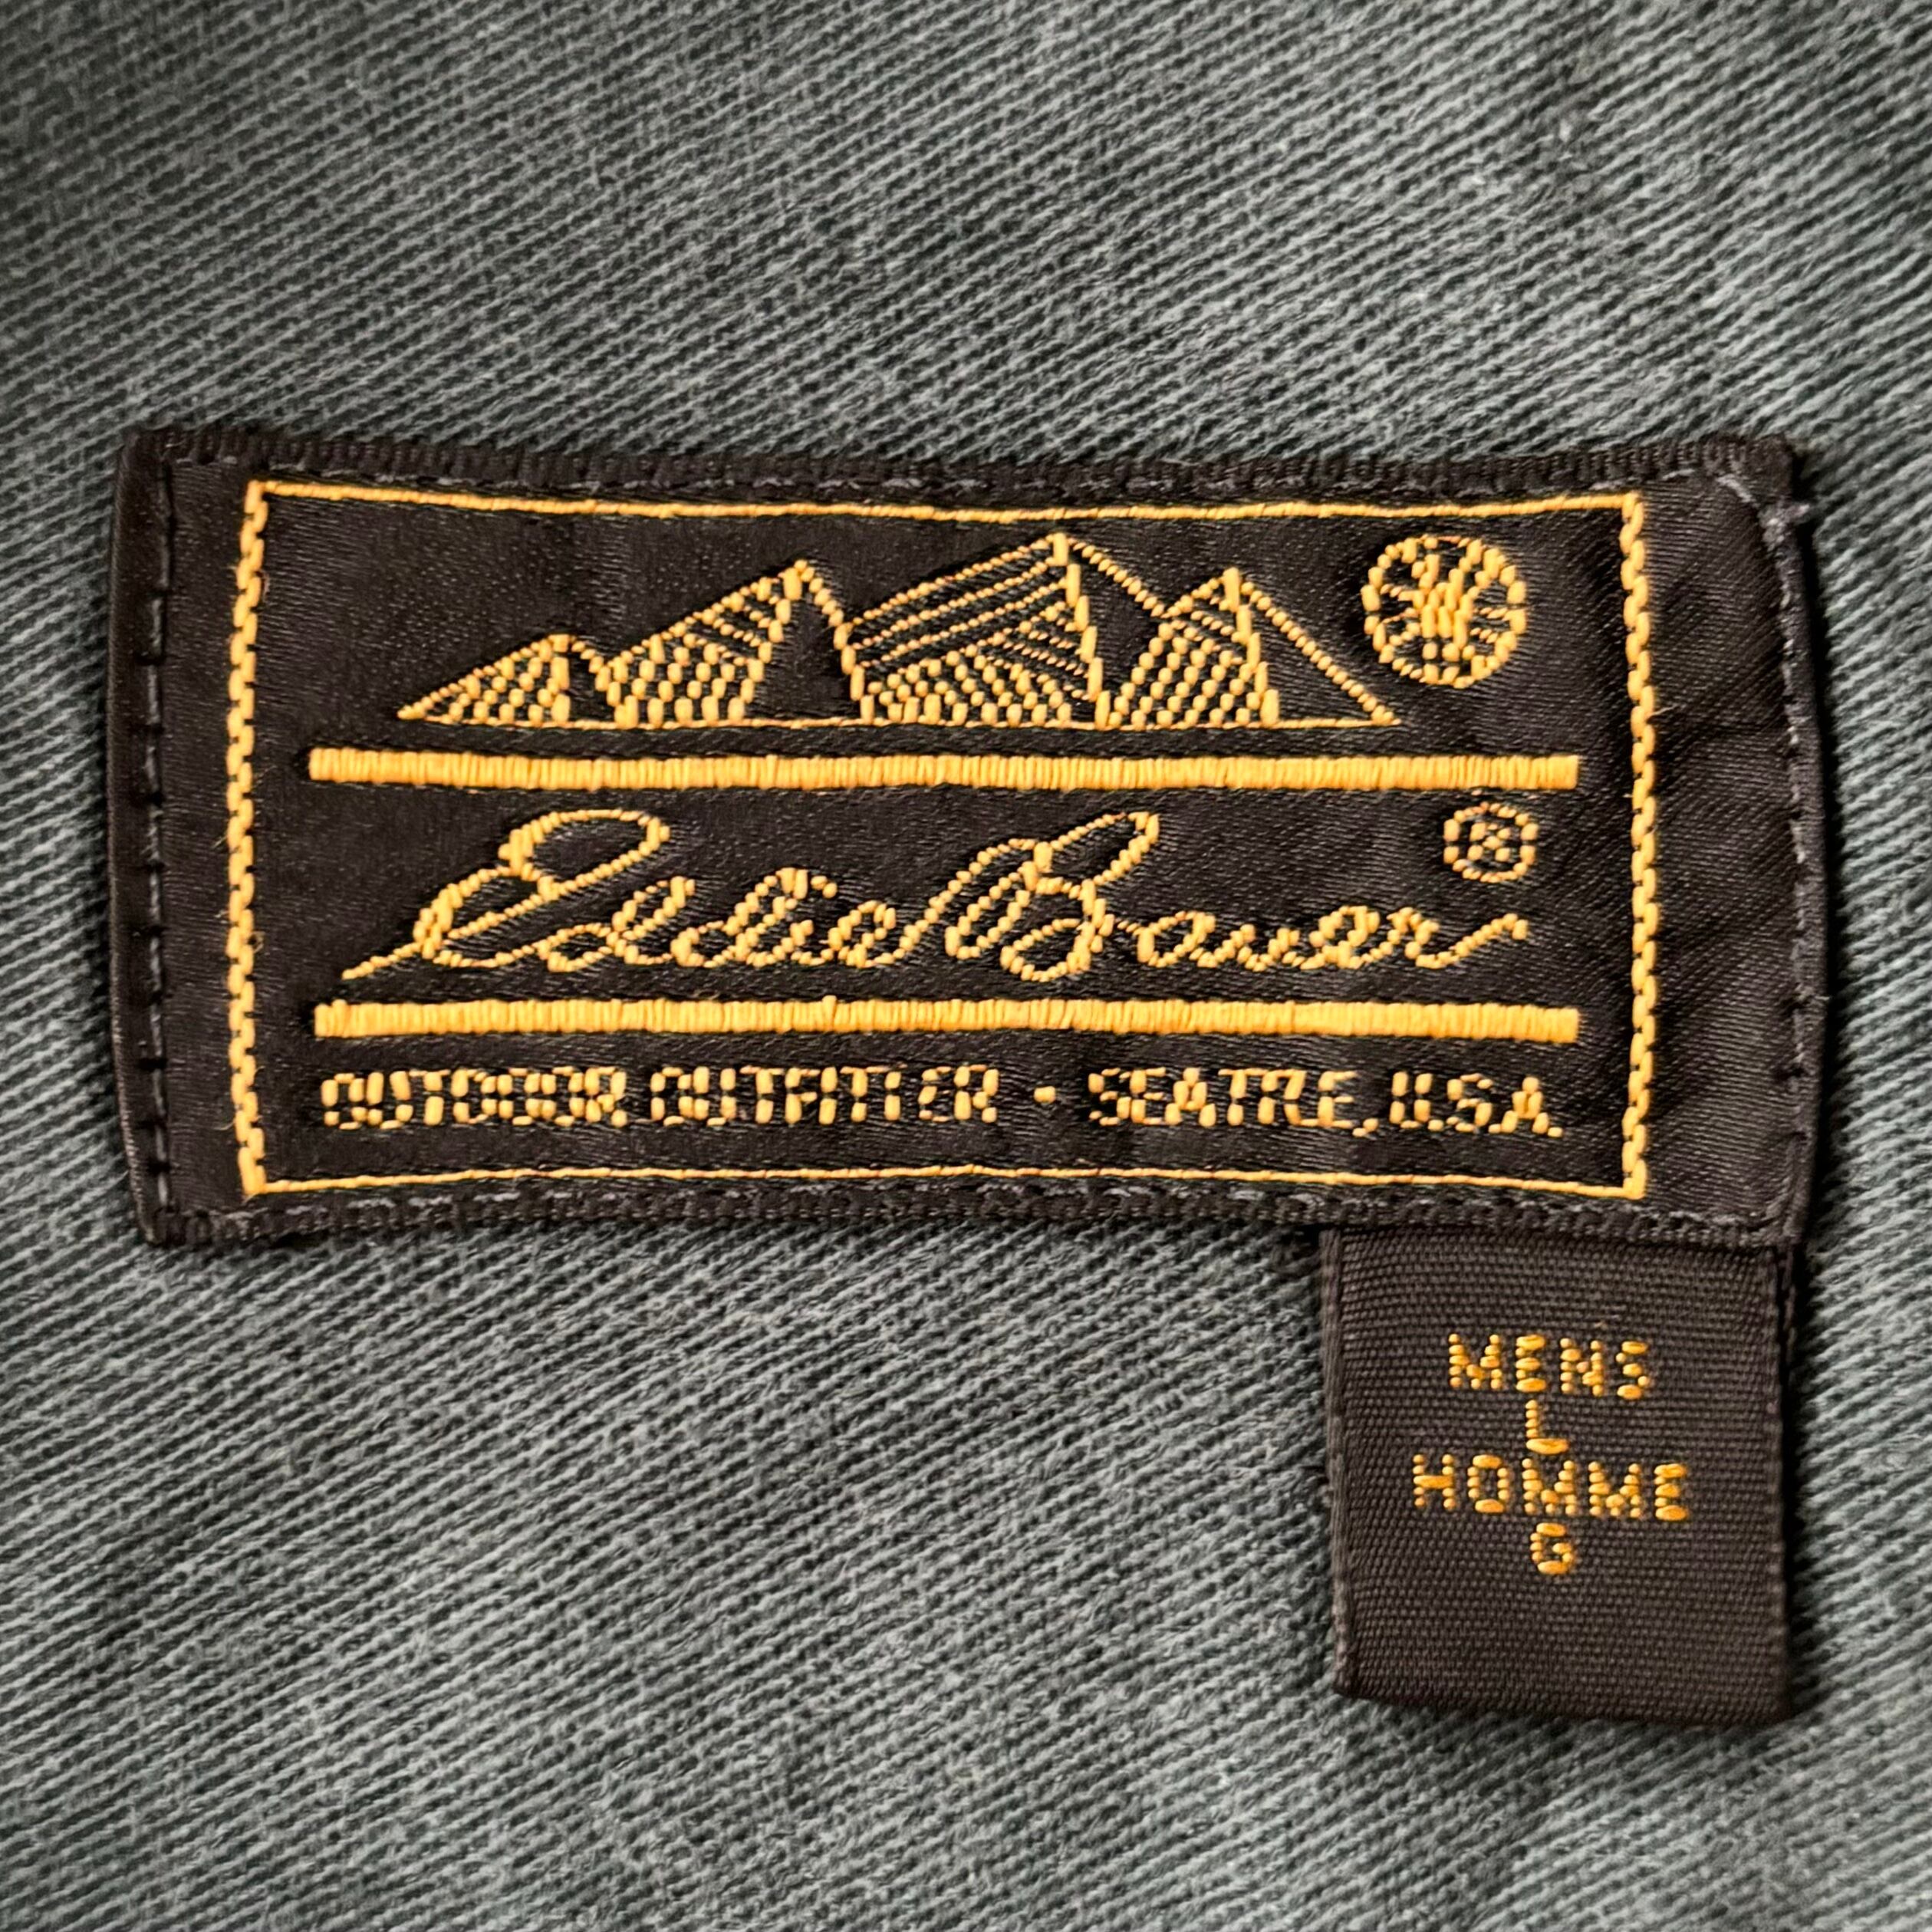 Eddie Bauer ®
OUTDOOR OUTFITTER · SEATTLE, U.S.A.
MENS
L
HOMME
G